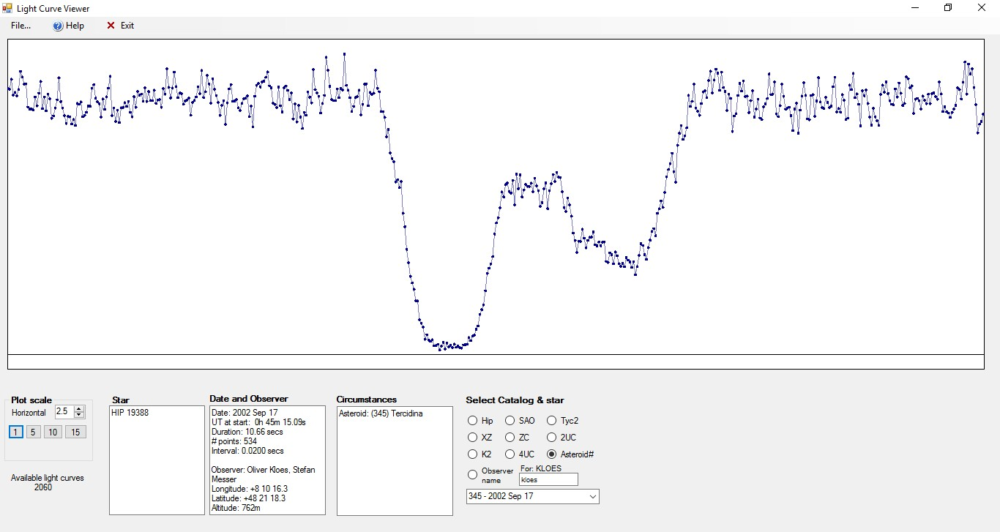 Light Curve Viewer
File... Help Exit
Plot scale
Horizontal 2.5
1 5 10 15
Available light curves
2060
Star
HIP 19388
Date and Observer
Date: 2002 Sep 17
UT at start:  0h 45m 15.09s
Duration: 10.66 secs
# points: 534
Interval: 0.0200 secs
Observer: Oliver Kloes, Stefan
Messer
Longitude: +8 10 16.3
Latitude: +48 21 18.3
Altitude: 762m
Circumstances
Asteroid: (345) Tercidina
Select Catalog & star
Hip SAO Tyc2
XZ ZC 2UC
K2 4UC Asteroid#
Observer
name
For: KLOES
kloes
345 - 2002 Sep 17